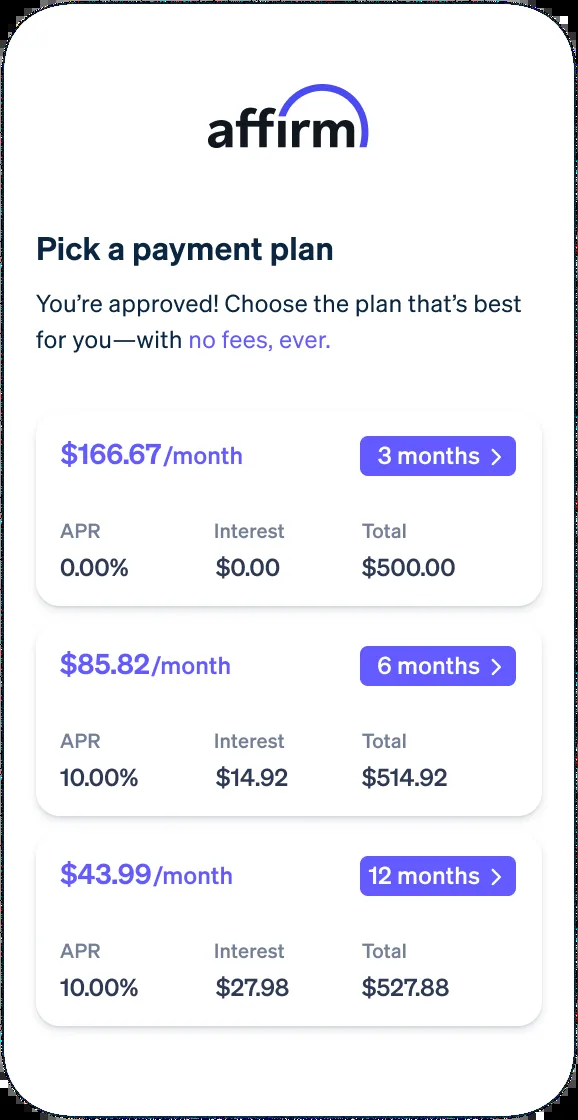 affirm
Pick a payment plan
You’re approved! Choose the plan that’s best
for you—with no fees, ever.
$166.67/month 3 months >
APR Interest Total
0.00% $0.00 $500.00
$85.82/month 6 months >
APR Interest Total
10.00% $14.92 $514.92
$43.99/month 12 months >
APR Interest Total
10.00% $27.98 $527.88